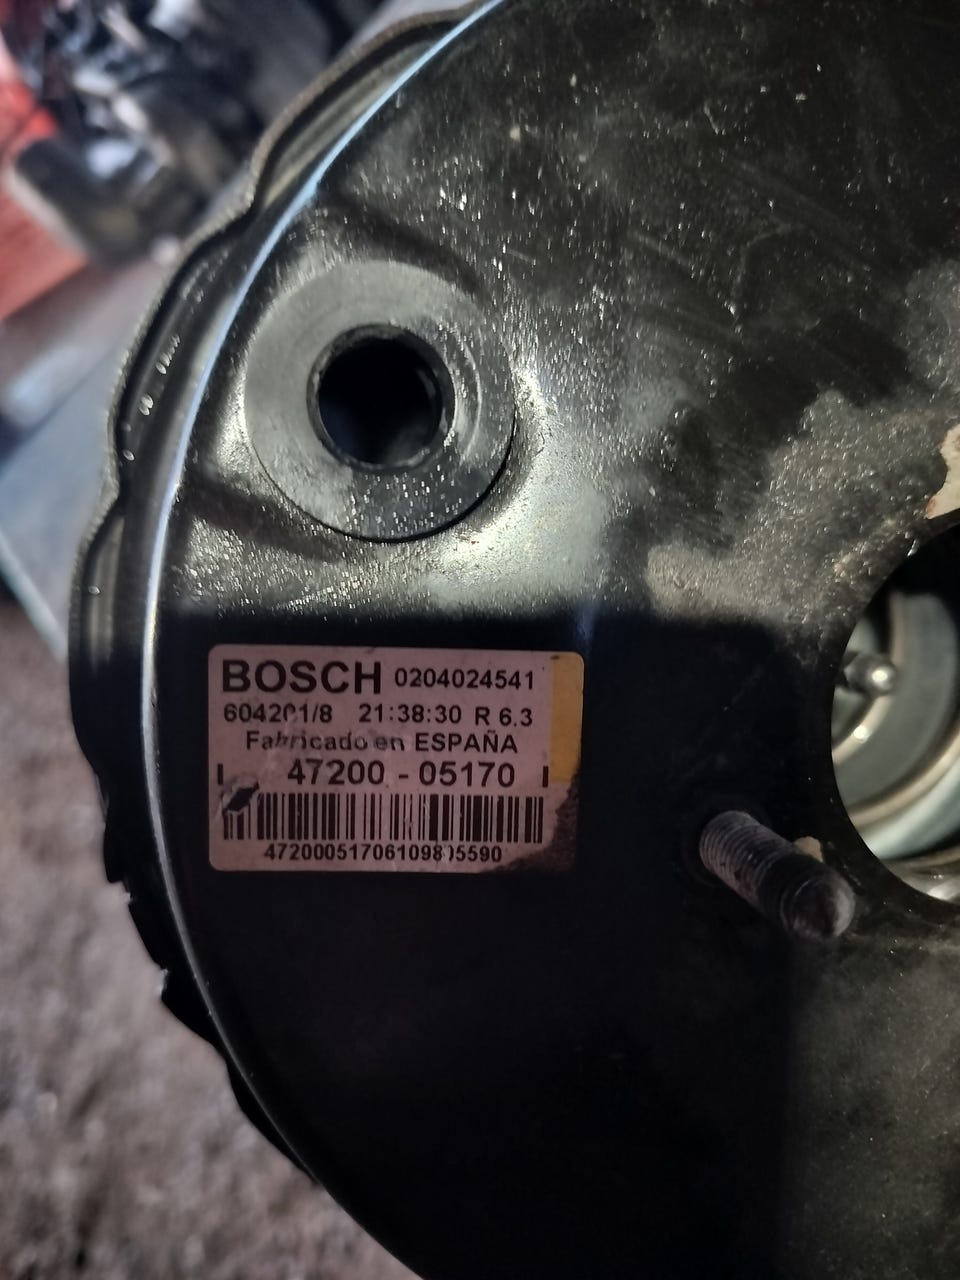 BOSCH 0204024541
604201/8 21:38:30 R 6.3
Fabricado en ESPAÑA
47200 - 05170